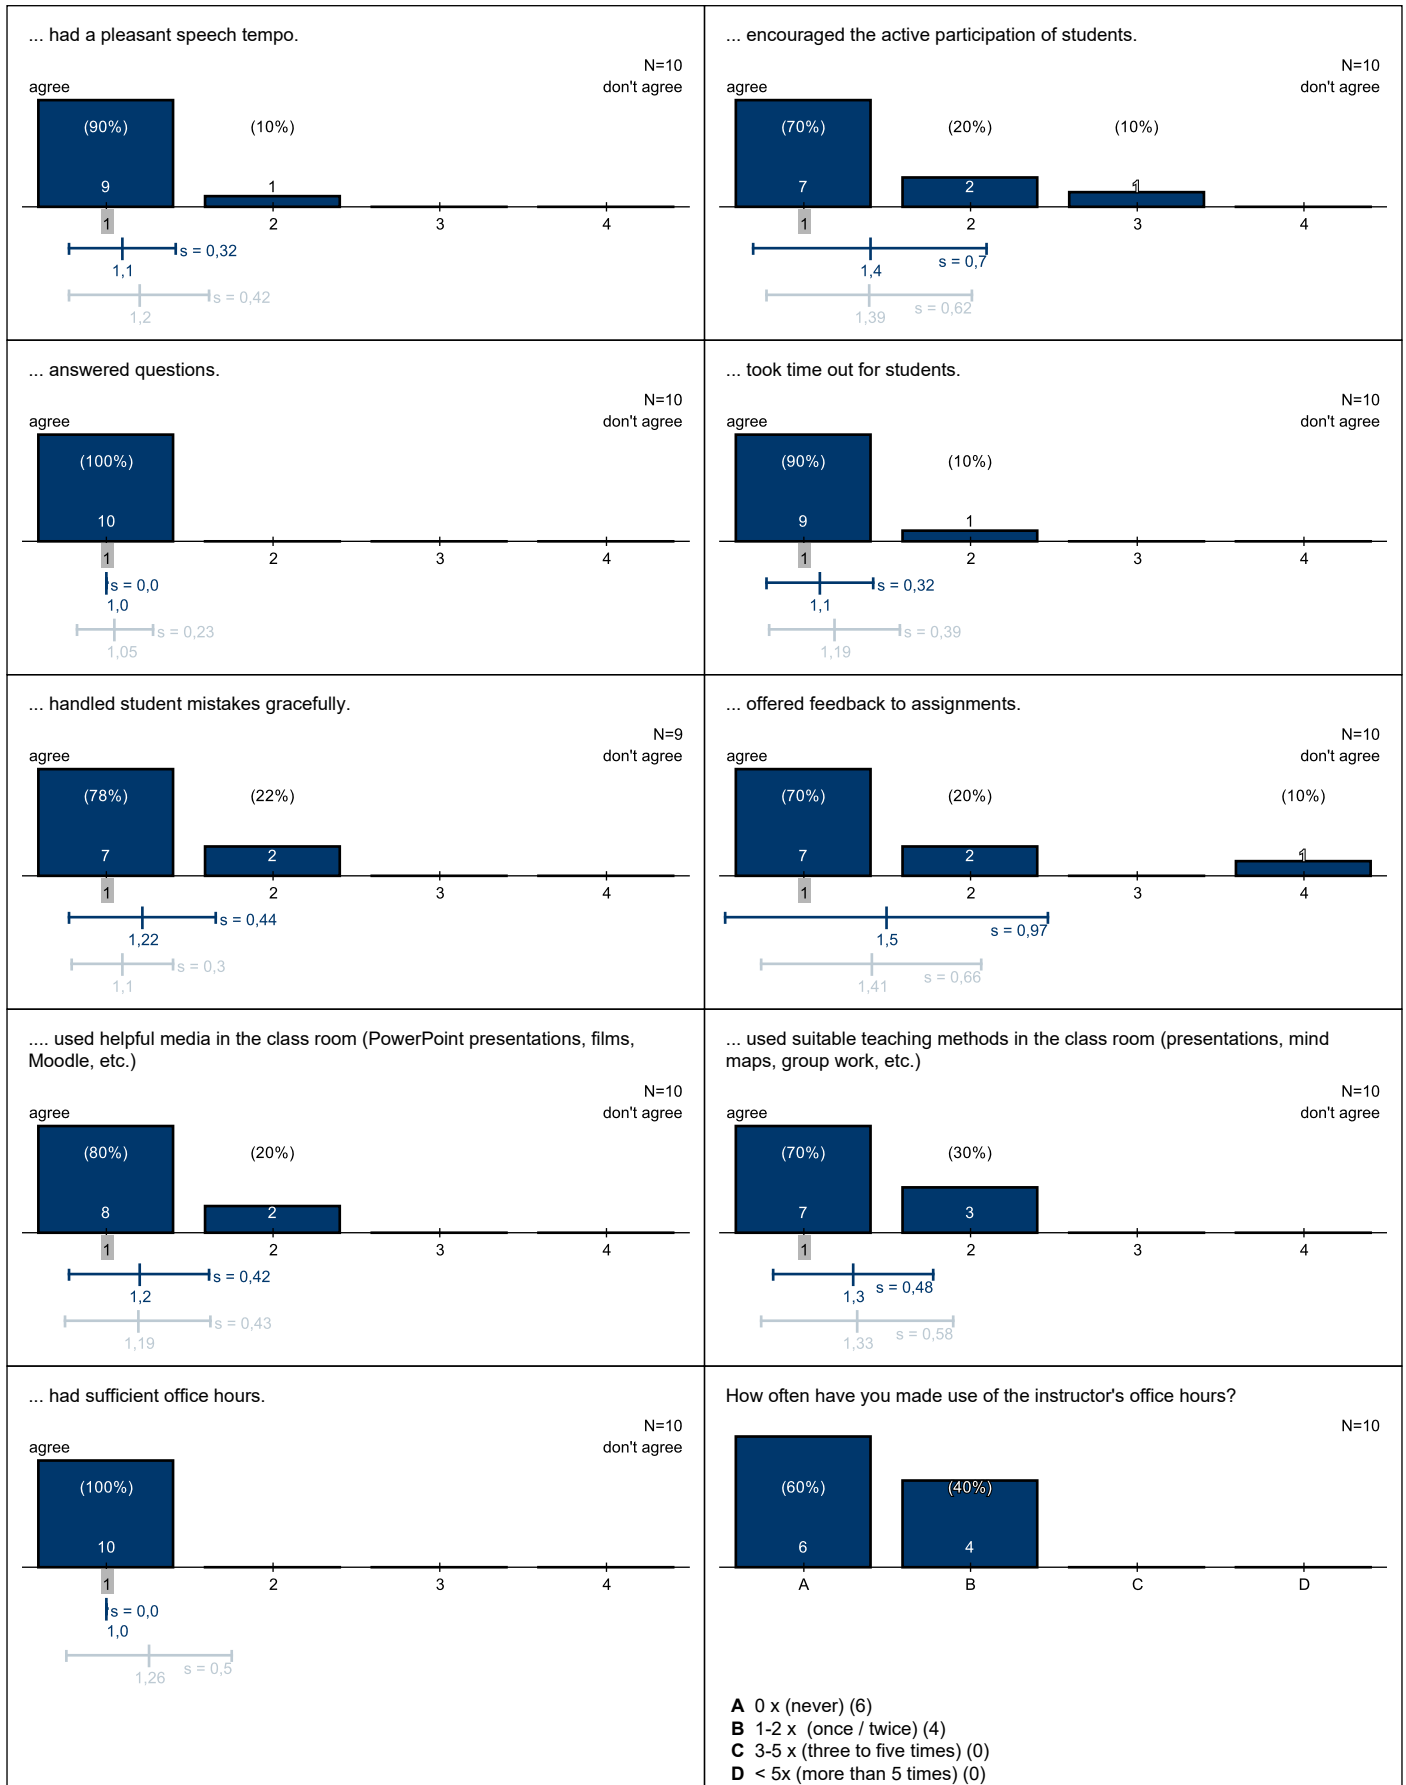 ... had a pleasant speech tempo.
N=10
agree don't agree
(90%) (10%)
9 1
1 2 3 4
s = 0,32
1,1
s = 0,42
1,2
... encouraged the active participation of students.
N=10
agree don't agree
(70%) (20%) (10%)
7 2 1
1 2 3 4
s = 0,7
1,4
s = 0,62
1,39
... answered questions.
N=10
agree don't agree
(100%)
10
1 2 3 4
s = 0,0
1,0
s = 0,23
1,05
... took time out for students.
N=10
agree don't agree
(90%) (10%)
9 1
1 2 3 4
s = 0,32
1,1
s = 0,39
1,19
... handled student mistakes gracefully.
N=9
agree don't agree
(78%) (22%)
7 2
1 2 3 4
s = 0,44
1,22
s = 0,3
1,1
... offered feedback to assignments.
N=10
agree don't agree
(70%) (20%) (10%)
7 2 1
1 2 3 4
s = 0,97
1,5
s = 0,66
1,41
.... used helpful media in the class room (PowerPoint presentations, films,
Moodle, etc.)
N=10
agree don't agree
(80%) (20%)
8 2
1 2 3 4
s = 0,42
1,2
s = 0,43
1,19
... used suitable teaching methods in the class room (presentations, mind
maps, group work, etc.)
N=10
agree don't agree
(70%) (30%)
7 3
1 2 3 4
s = 0,48
1,3
s = 0,58
1,33
... had sufficient office hours.
N=10
agree don't agree
(100%)
10
1 2 3 4
s = 0,0
1,0
s = 0,5
1,26
How often have you made use of the instructor's office hours?
N=10
(60%) (40%)
6 4
A B C D
A 0 x (never) (6)
B 1-2 x (once / twice) (4)
C 3-5 x (three to five times) (0)
D < 5x (more than 5 times) (0)